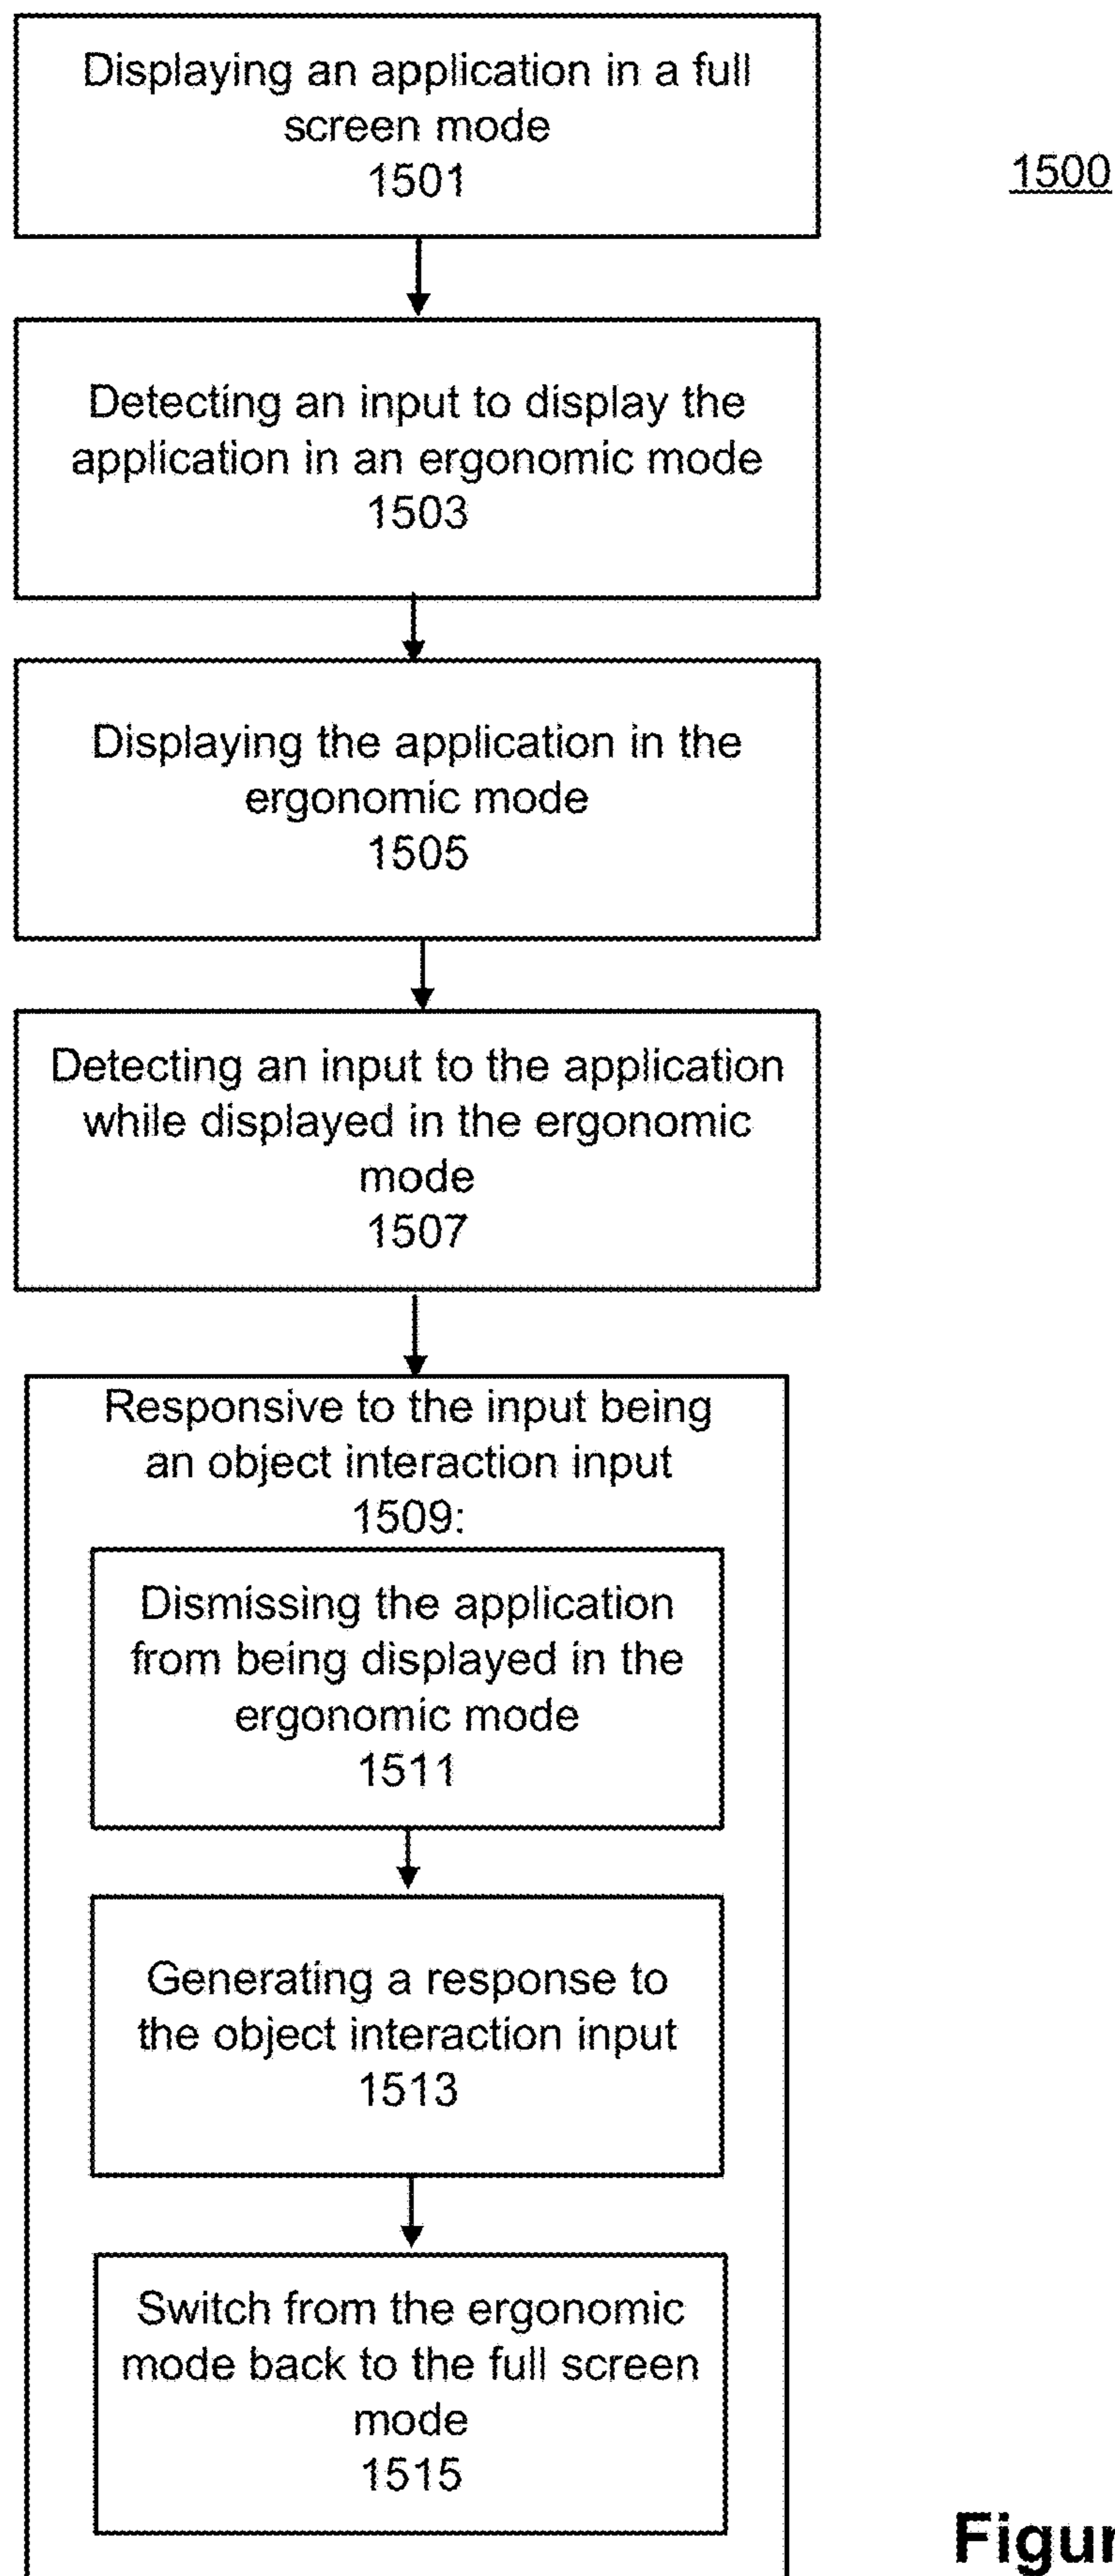 Displaying an application in a full
screen mode
1501
1500
Detecting an input to display the
application in an ergonomic mode
1503
Displaying the application in the
ergonomic mode
1505
Detecting an input to the application
while displayed in the ergonomic
mode
1507
Responsive to the input being
an object interaction input
1509:
Dismissing the application
from being displayed in the
ergonomic mode
1511
Generating a response to
the object interaction input
1513
Switch from the ergonomic
mode back to the full screen
mode
1515